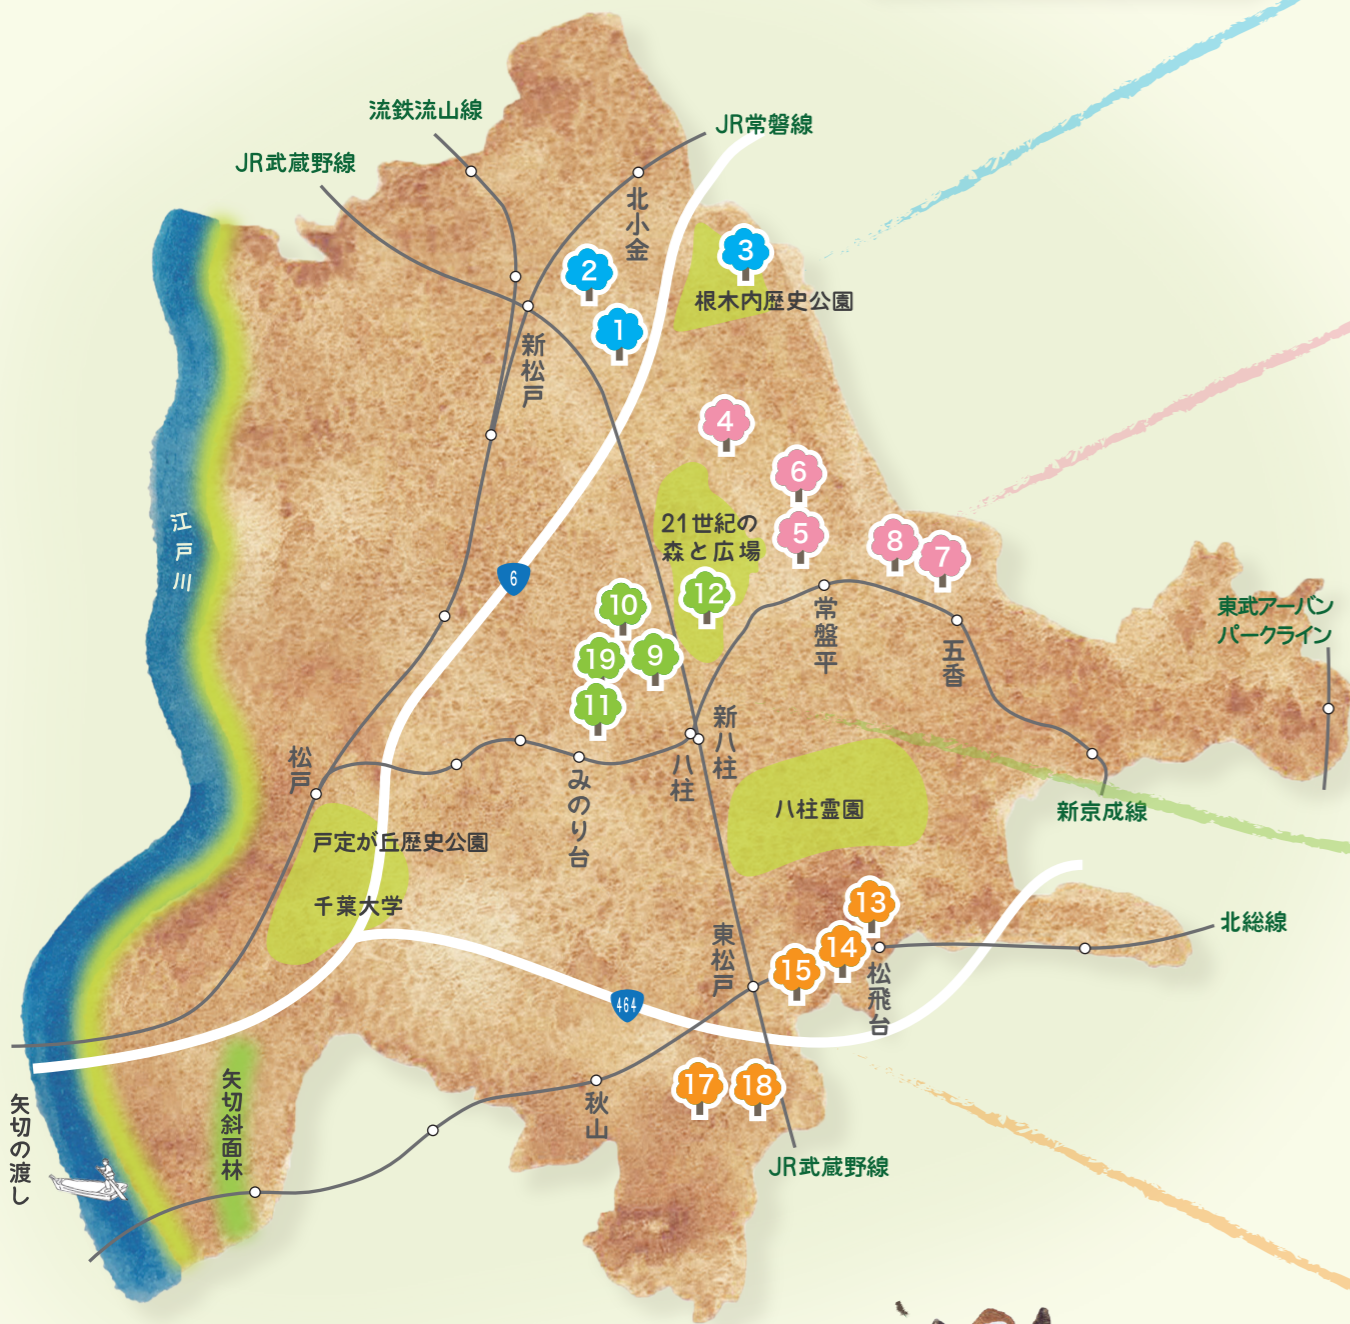 流鉄流山線
JR常磐線
JR武蔵野線
北小金
2
3
根木内歴史公園
1
新松戸
4
6
江戸川
21世紀の
森と広場
5
8
7
6
12
10
常盤平
東武アーバン
パークライン
五香
19
9
11
新八柱
八柱
松戸
みのり台
八柱霊園
新京成線
戸定が丘歴史公園
千葉大学
13
北総線
14
東松戸
15
松飛台
464
矢切斜面林
17
18
秋山
矢切の渡し
JR武蔵野線